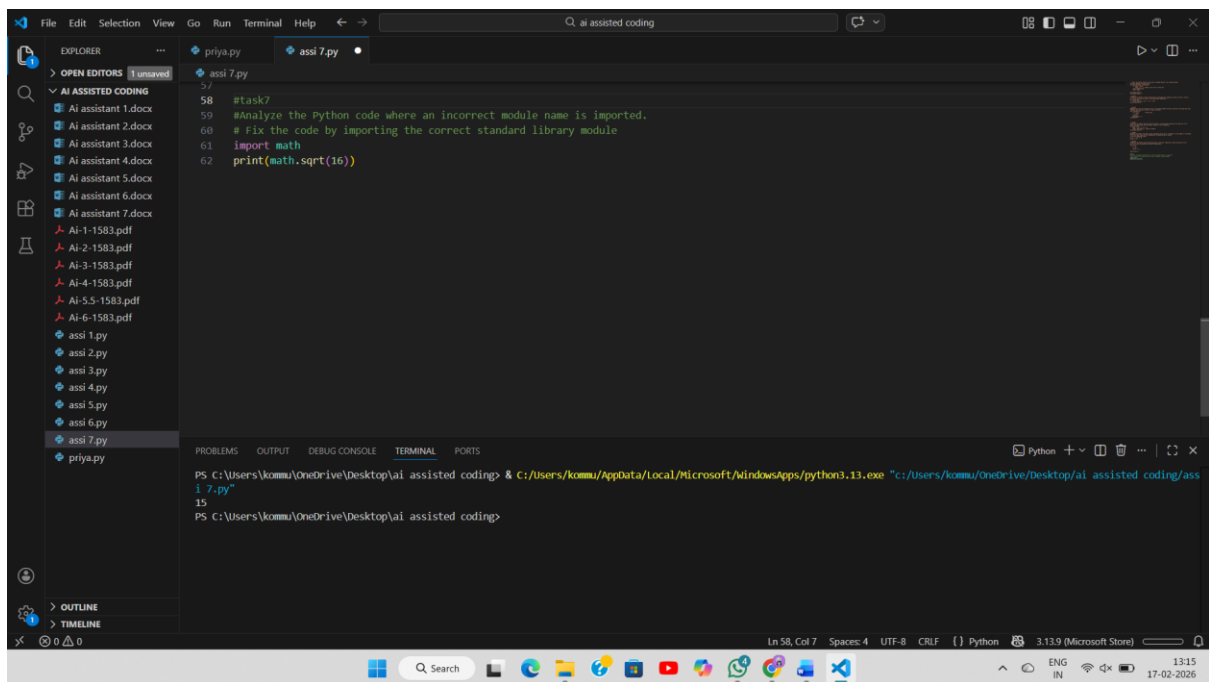 File Edit Selection View Go Run Terminal Help
ai assisted coding
EXPLORER
OPEN EDITORS 1 unsaved
AI ASSISTED CODING
Ai assistant 1.docx
Ai assistant 2.docx
Ai assistant 3.docx
Ai assistant 4.docx
Ai assistant 5.docx
Ai assistant 6.docx
Ai assistant 7.docx
Ai-1-1583.pdf
Ai-2-1583.pdf
Ai-3-1583.pdf
Ai-4-1583.pdf
Ai-5.5-1583.pdf
Ai-6-1583.pdf
assi 1.py
assi 2.py
assi 3.py
assi 4.py
assi 5.py
assi 6.py
assi 7.py
priya.py
OUTLINE
TIMELINE
priya.py assi 7.py
assi 7.py
57
58 #task7
59 #Analyze the Python code where an incorrect module name is imported.
60 # Fix the code by importing the correct standard library module
61 import math
62 print(math.sqrt(16))
PROBLEMS OUTPUT DEBUG CONSOLE TERMINAL PORTS
Python
PS C:\Users\kommu\OneDrive\Desktop\ai assisted coding> & C:/Users/kommu/AppData/Local/Microsoft/WindowsApps/python3.13.exe "c:/Users/kommu/OneDrive/Desktop/ai assisted coding/ass
i 7.py"
15
PS C:\Users\kommu\OneDrive\Desktop\ai assisted coding>
0 0 Ln 58, Col 7 Spaces: 4 UTF-8 CRLF {} Python 3.13.9 (Microsoft Store)
Search
ENG
IN
13:15
17-02-2026